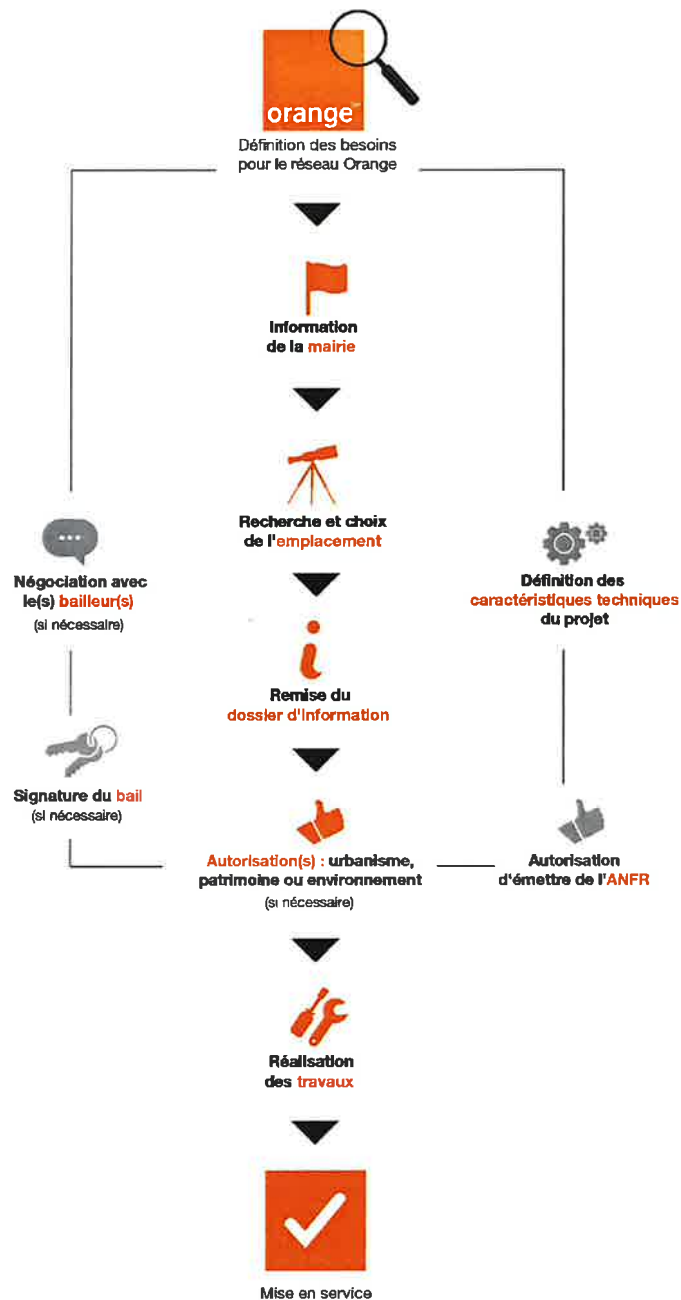 orange
Définition des besoins
pour le réseau Orange
Information
de la mairie
Recherche et choix
de l'emplacement
Négociation avec
le(s) bailleur(s)
(si nécessaire)
Définition des
caractéristiques techniques
du projet
Remise du
dossier d'information
Signature du bail
(si nécessaire)
Autorisation(s) : urbanisme,
patrimoine ou environnement
(si nécessaire)
Autorisation
d'émettre de l'ANFR
Réalisation
des travaux
Mise en service